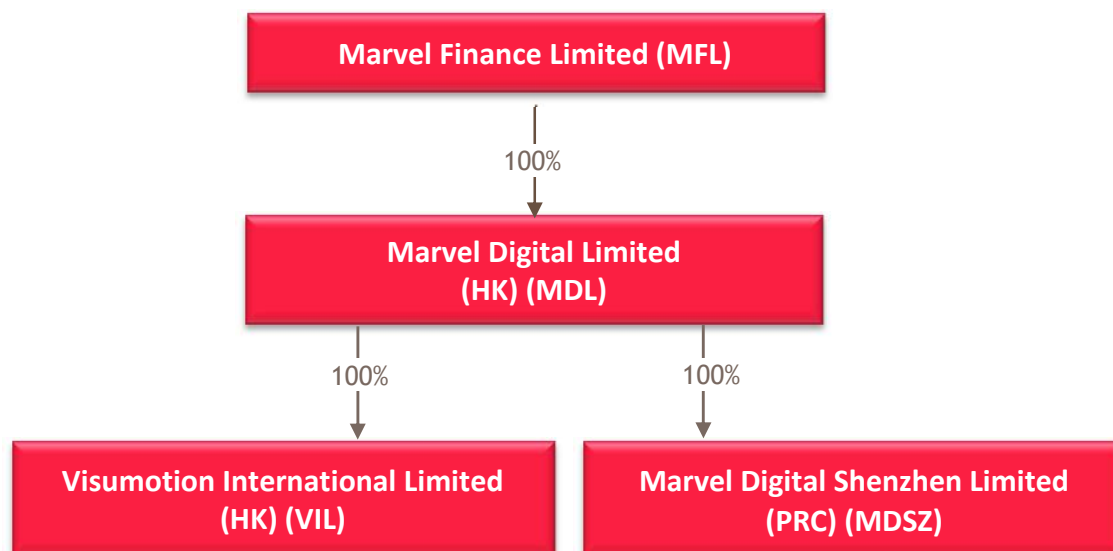 Marvel Finance Limited (MFL)
100%
Marvel Digital Limited
(HK) (MDL)
100%
100%
Visumotion International Limited
(HK) (VIL)
Marvel Digital Shenzhen Limited
(PRC) (MDSZ)